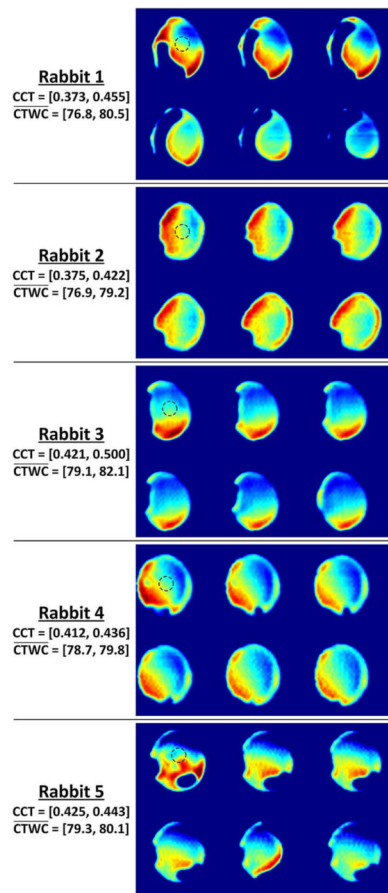 Rabbit 1
CCT = [0.373, 0.455]
CTWC = [76.8, 80.5]
Rabbit 2
CCT = [0.375, 0.422]
CTWC = [76.9, 79.2]
Rabbit 3
CCT = [0.421, 0.500]
CTWC = [79.1, 82.1]
Rabbit 4
CCT = [0.412, 0.436]
CTWC = [78.7, 79.8]
Rabbit 5
CCT = [0.425, 0.443]
CTWC = [79.3, 80.1]